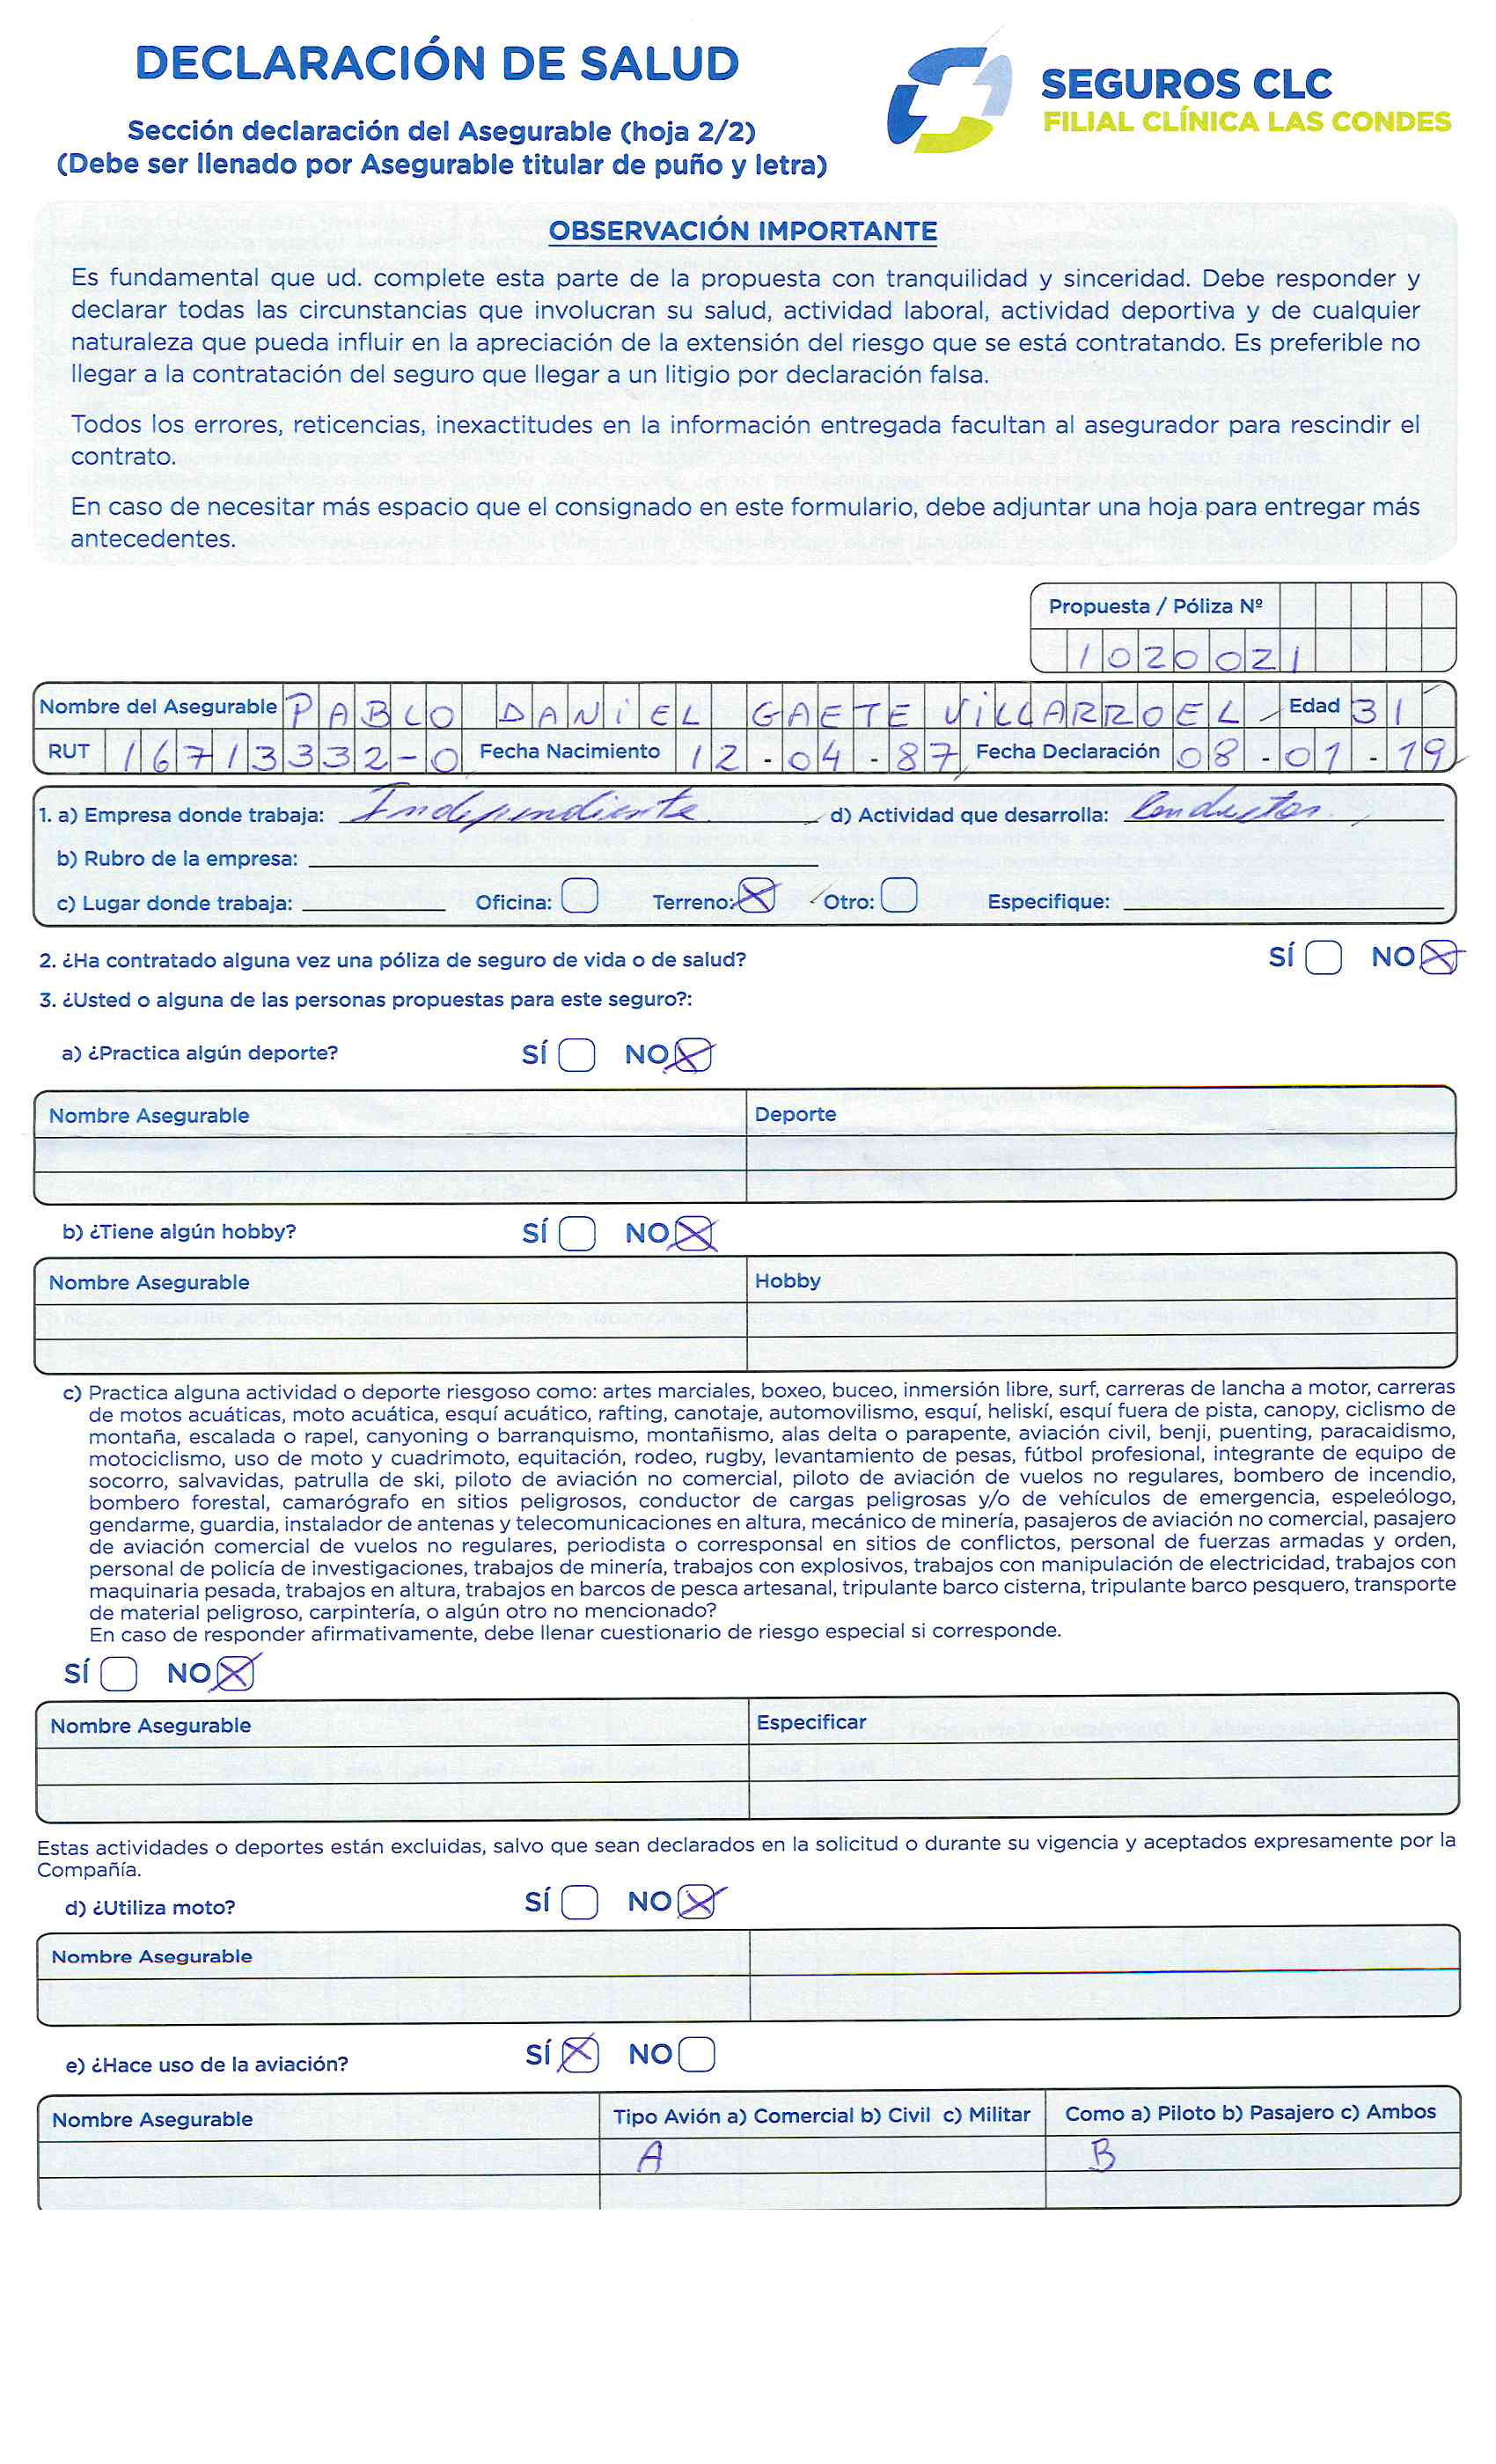 DECLARACIÓN DE SALUD
Sección declaración del Asegurable (hoja 2/2)
(Debe ser llenado por Asegurable titular de puño y letra)
SEGUROS CLC
FILIAL CLÍNICA LAS CONDES
OBSERVACIÓN IMPORTANTE
Es fundamental que ud. complete esta parte de la propuesta con tranquilidad y sinceridad. Debe responder y
declarar todas las circunstancias que involucran su salud, actividad laboral, actividad deportiva y de cualquier
naturaleza que pueda influir en la apreciación de la extensión del riesgo que se está contratando. Es preferible no
llegar a la contratación del seguro que llegar a un litigio por declaración falsa.
Todos los errores, reticencias, inexactitudes en la información entregada facultan al asegurador para rescindir el
contrato.
En caso de necesitar más espacio que el consignado en este formulario, debe adjuntar una hoja para entregar más
antecedentes.
Propuesta / Póliza Nº
1020021
Nombre del Asegurable PABLO DANIEL GAETE VILLARROEL Edad 31
RUT 16713332-0 Fecha Nacimiento 12-04-87 Fecha Declaración 08-01-19
1. a) Empresa donde trabaja: Independiente d) Actividad que desarrolla: Conductor.
b) Rubro de la empresa:
c) Lugar donde trabaja: Oficina: Terreno: X Otro: Especifique:
2. ¿Ha contratado alguna vez una póliza de seguro de vida o de salud? SÍ NO X
3. ¿Usted o alguna de las personas propuestas para este seguro?:
a) ¿Practica algún deporte? SÍ NO X
Nombre Asegurable Deporte
b) ¿Tiene algún hobby? SÍ NO X
Nombre Asegurable Hobby
c) Practica alguna actividad o deporte riesgoso como: artes marciales, boxeo, buceo, inmersión libre, surf, carreras de lancha a motor, carreras
de motos acuáticas, moto acuática, esquí acuático, rafting, canotaje, automovilismo, esquí, heliskí, esquí fuera de pista, canopy, ciclismo de
montaña, escalada o rapel, canyoning o barranquismo, montañismo, alas delta o parapente, aviación civil, benji, puenting, paracaidismo,
motociclismo, uso de moto y cuadrimoto, equitación, rodeo, rugby, levantamiento de pesas, fútbol profesional, integrante de equipo de
socorro, salvavidas, patrulla de ski, piloto de aviación no comercial, piloto de aviación de vuelos no regulares, bombero de incendio,
bombero forestal, camarógrafo en sitios peligrosos, conductor de cargas peligrosas y/o de vehículos de emergencia, espeleólogo,
gendarme, guardia, instalador de antenas y telecomunicaciones en altura, mecánico de minería, pasajeros de aviación no comercial, pasajero
de aviación comercial de vuelos no regulares, periodista o corresponsal en sitios de conflictos, personal de fuerzas armadas y orden,
personal de policía de investigaciones, trabajos de minería, trabajos con explosivos, trabajos con manipulación de electricidad, trabajos con
maquinaria pesada, trabajos en altura, trabajos en barcos de pesca artesanal, tripulante barco cisterna, tripulante barco pesquero, transporte
de material peligroso, carpintería, o algún otro no mencionado?
En caso de responder afirmativamente, debe llenar cuestionario de riesgo especial si corresponde.
SÍ NO X
Nombre Asegurable Especificar
Estas actividades o deportes están excluidas, salvo que sean declarados en la solicitud o durante su vigencia y aceptados expresamente por la
Compañía.
d) ¿Utiliza moto? SÍ NO X
Nombre Asegurable
e) ¿Hace uso de la aviación? SÍ X NO
Nombre Asegurable Tipo Avión a) Comercial b) Civil c) Militar Como a) Piloto b) Pasajero c) Ambos
A B